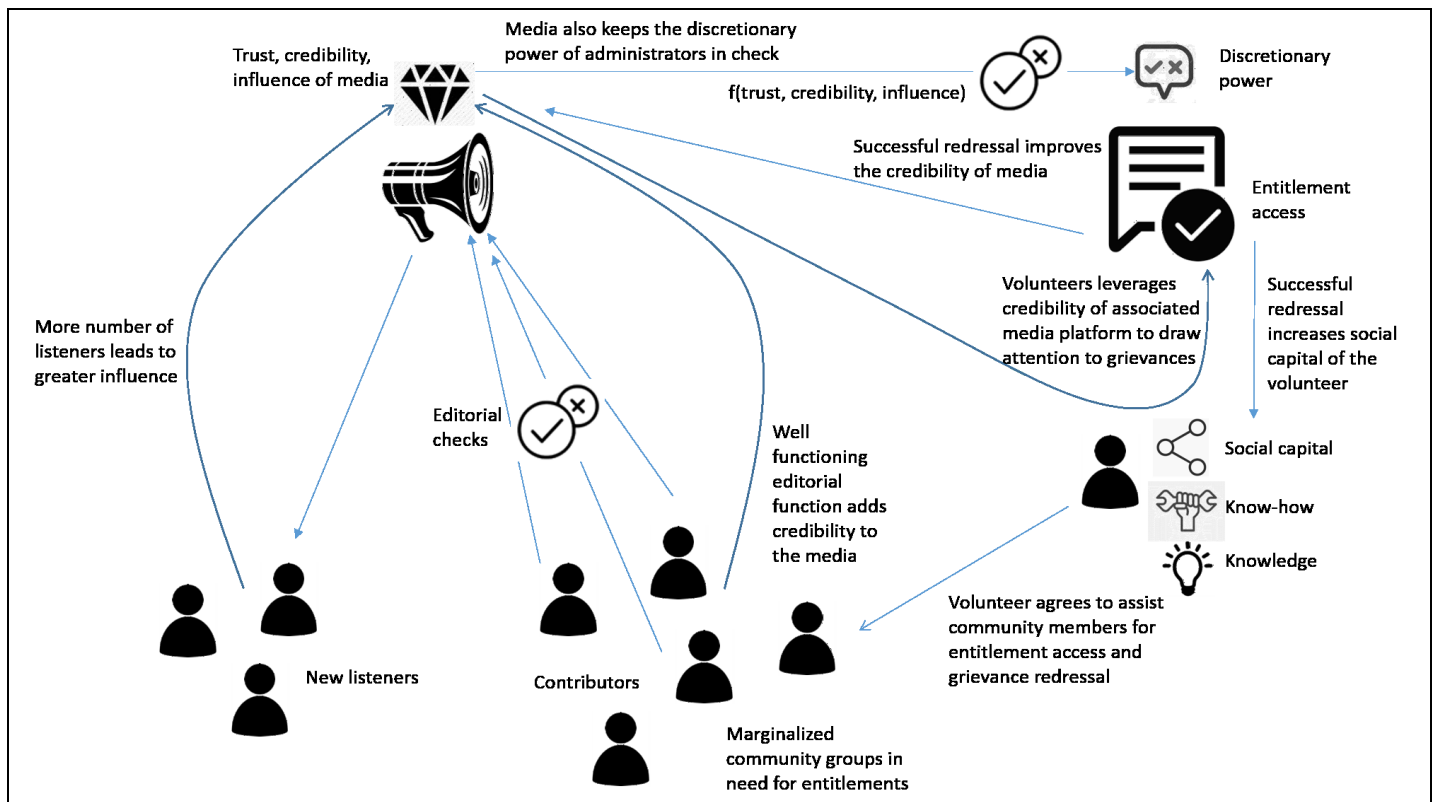 Trust, credibility,
influence of media
Media also keeps the discretionary
power of administrators in check
f(trust, credibility, influence)
Discretionary
power
Successful redressal improves
the credibility of media
Entitlement
access
Volunteers leverages
credibility of associated
media platform to draw
attention to grievances
Successful
redressal
increases social
capital of the
volunteer
More number of
listeners leads to
greater influence
Editorial
checks
Well
functioning
editorial
function adds
credibility to
the media
Social capital
Know-how
Knowledge
Volunteer agrees to assist
community members for
entitlement access and
grievance redressal
New listeners
Contributors
Marginalized
community groups in
need for entitlements